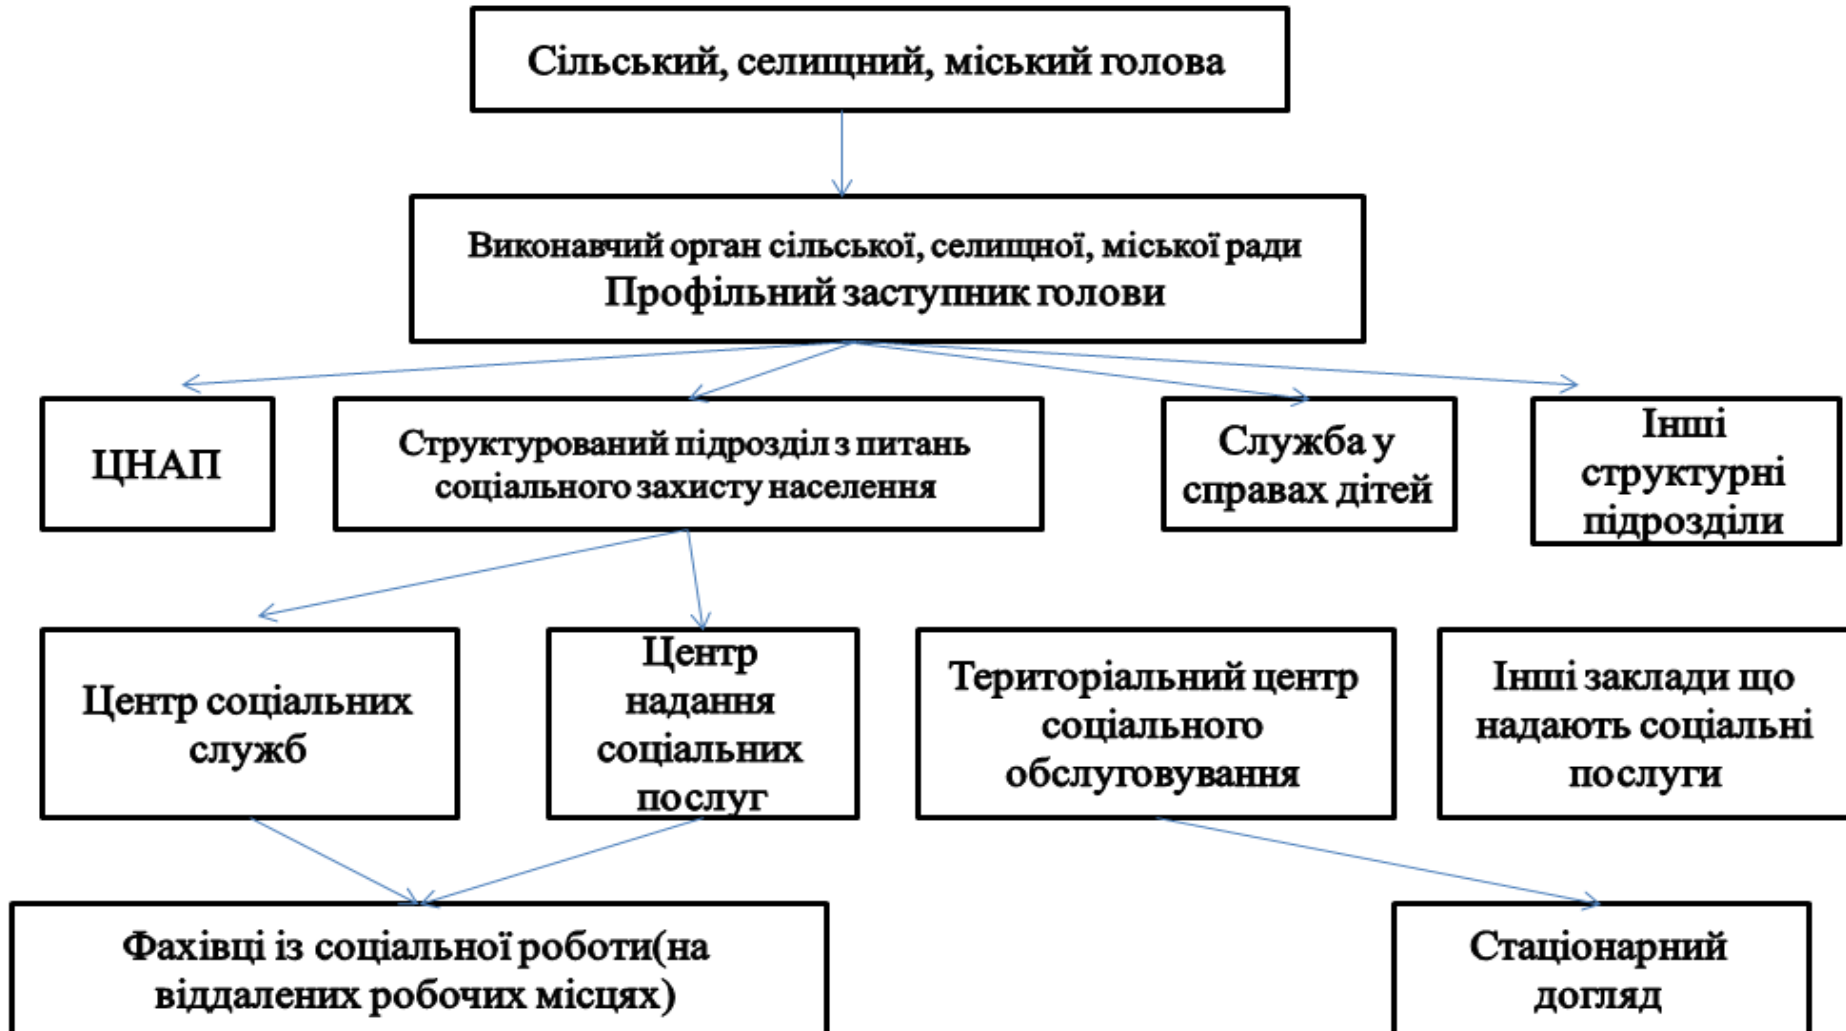 Сільський, селищний, міський голова
Виконавчий орган сільської, селищної, міської ради
Профільний заступник голови
ЦНАП
Структурований підрозділ з питань
соціального захисту населення
Служба у
справах дітей
Інші
структурні
підрозділи
Центр соціальних
служб
Центр
надання
соціальних
послуг
Територіальний центр
соціального
обслуговування
Інші заклади що
надають соціальні
послуги
Фахівці із соціальної роботи(на
віддалених робочих місцях)
Стаціонарний
догляд